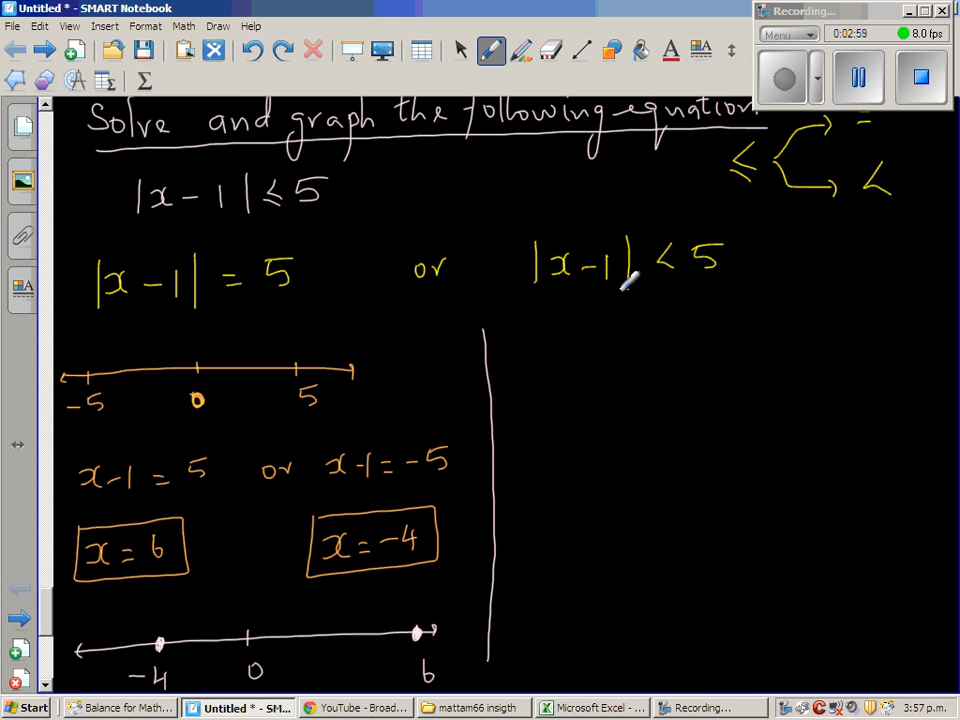 Untitled * - SMART Notebook
Recording...
File Edit View Insert Format Math Draw Help
Menu 0:02:59 8.0 fps
Solve and graph the following equation
≤ =
<
|x - 1| ≤ 5
|x - 1| = 5 or |x - 1| < 5
-5 0 5
x - 1 = 5 or x - 1 = -5
x = 6 x = -4
-4 0 6
Start Balance for Math... Untitled * - SM... YouTube - Broad... mattam66 insigth Microsoft Excel - ... Recording... 3:57 p.m.